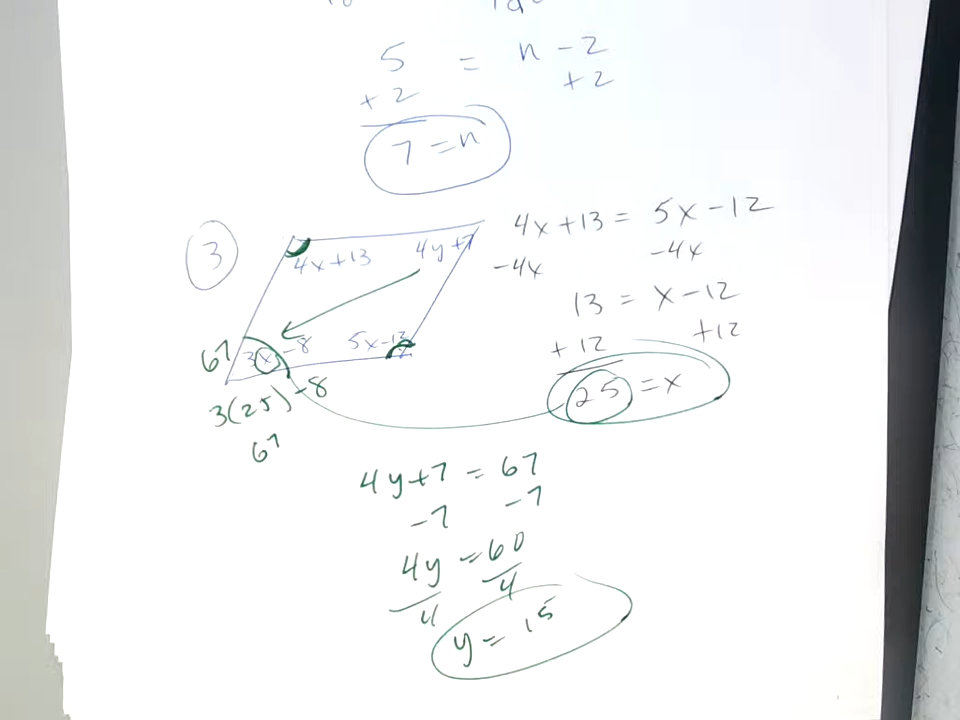 5 = n - 2
+2 +2
7 = n
3
4x+13 4y+7
67 3x-8 5x-12
3(25)-8
67
4x+13 = 5x-12
-4x -4x
13 = x-12
+12 +12
25 = x
4y+7 = 67
-7 -7
4y = 60
4 4
y = 15